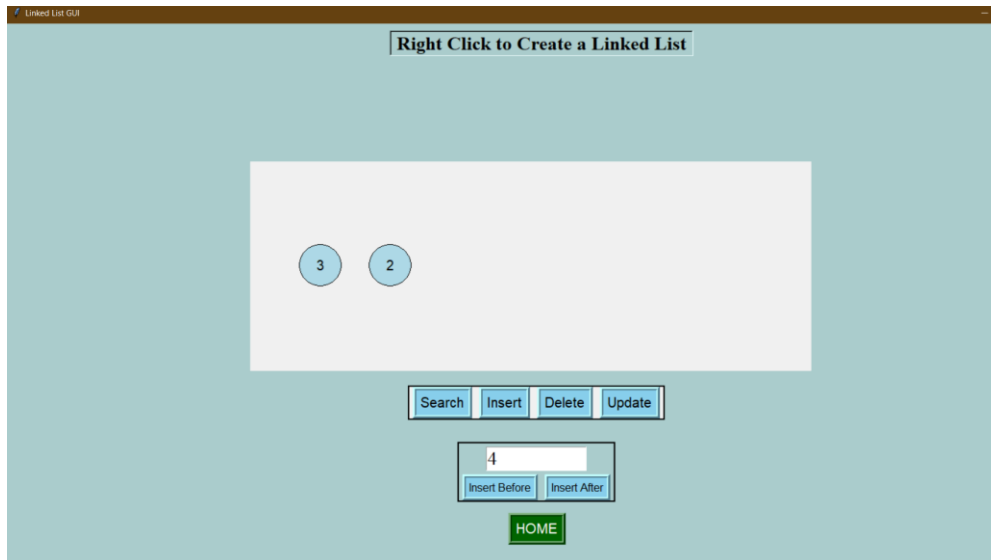 Linked List GUI
Right Click to Create a Linked List
3 2
Search Insert Delete Update
4
Insert Before Insert After
HOME